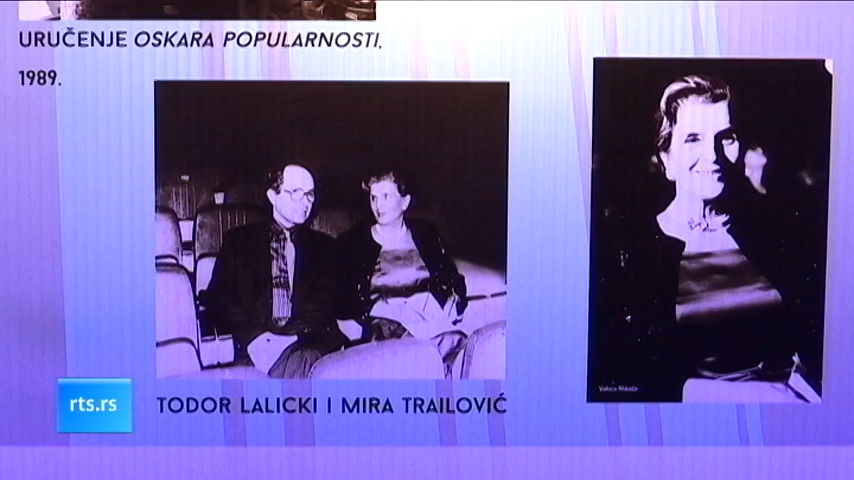 URUČENJE OSKARA POPULARNOSTI,
1989.
rts.rs
TODOR LALICKI I MIRA TRAILOVIĆ